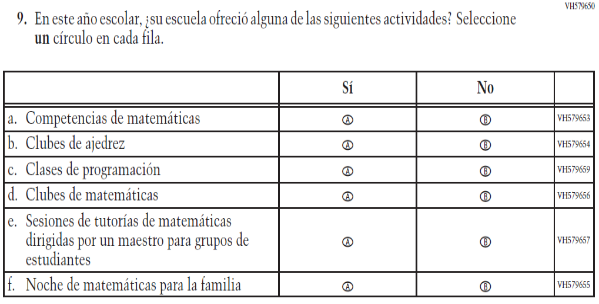 VH579650
9. En este año escolar, ¿su escuela ofreció alguna de las siguientes actividades? Seleccione
un círculo en cada fila.
Sí No
a. Competencias de matemáticas Ⓐ Ⓑ VH579653
b. Clubes de ajedrez Ⓐ Ⓑ VH579654
c. Clases de programación Ⓐ Ⓑ VH579659
d. Clubes de matemáticas Ⓐ Ⓑ VH579656
e. Sesiones de tutorías de matemáticas
dirigidas por un maestro para grupos de Ⓐ Ⓑ VH579657
estudiantes
f. Noche de matemáticas para la familia Ⓐ Ⓑ VH579655